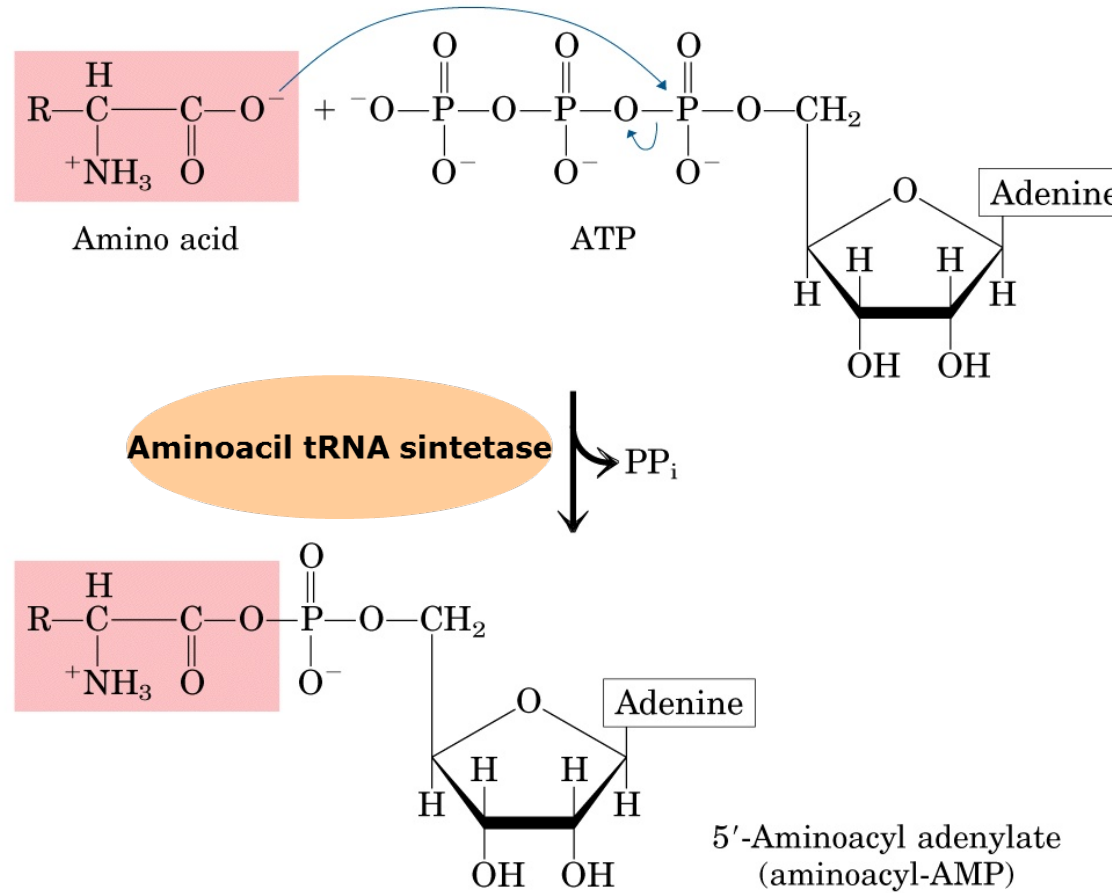 O O O
H
R—C—C—O⁻ + ⁻O—P—O—P—O—P—O—CH₂
⁺NH₃ O O⁻ O⁻ O⁻
Amino acid ATP
O Adenine
H H
H H
OH OH
Aminoacil tRNA sintetase
PPᵢ
O
H
R—C—C—O—P—O—CH₂
⁺NH₃ O O⁻
O Adenine
H H
H H
OH OH
5′-Aminoacyl adenylate
(aminoacyl-AMP)